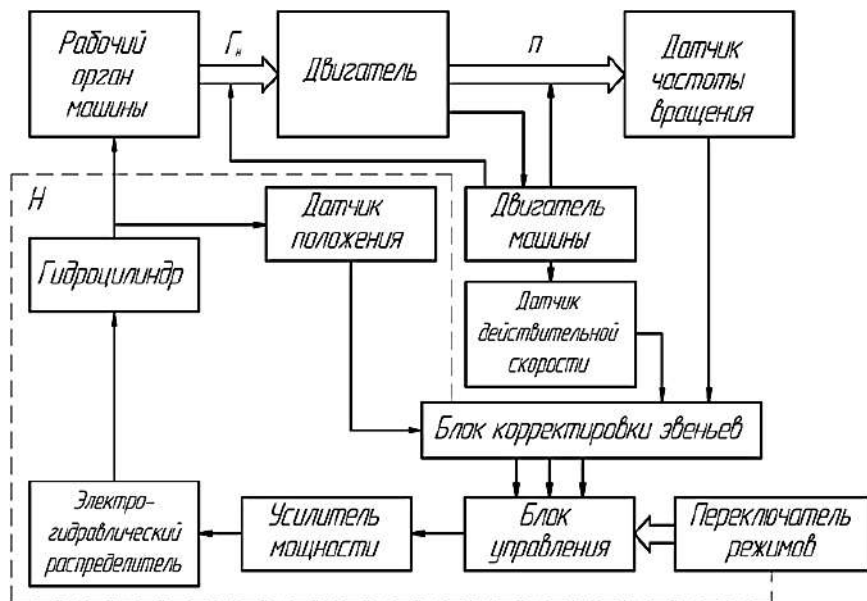 Рабочий
орган
машины
Гн
Двигатель
n
Датчик
частоты
вращения
Н
Датчик
положения
Двигатель
машины
Гидроцилиндр
Датчик
действительной
скорости
Блок корректировки звеньев
Электро-
гидравлический
распределитель
Усилитель
мощности
Блок
управления
Переключатель
режимов